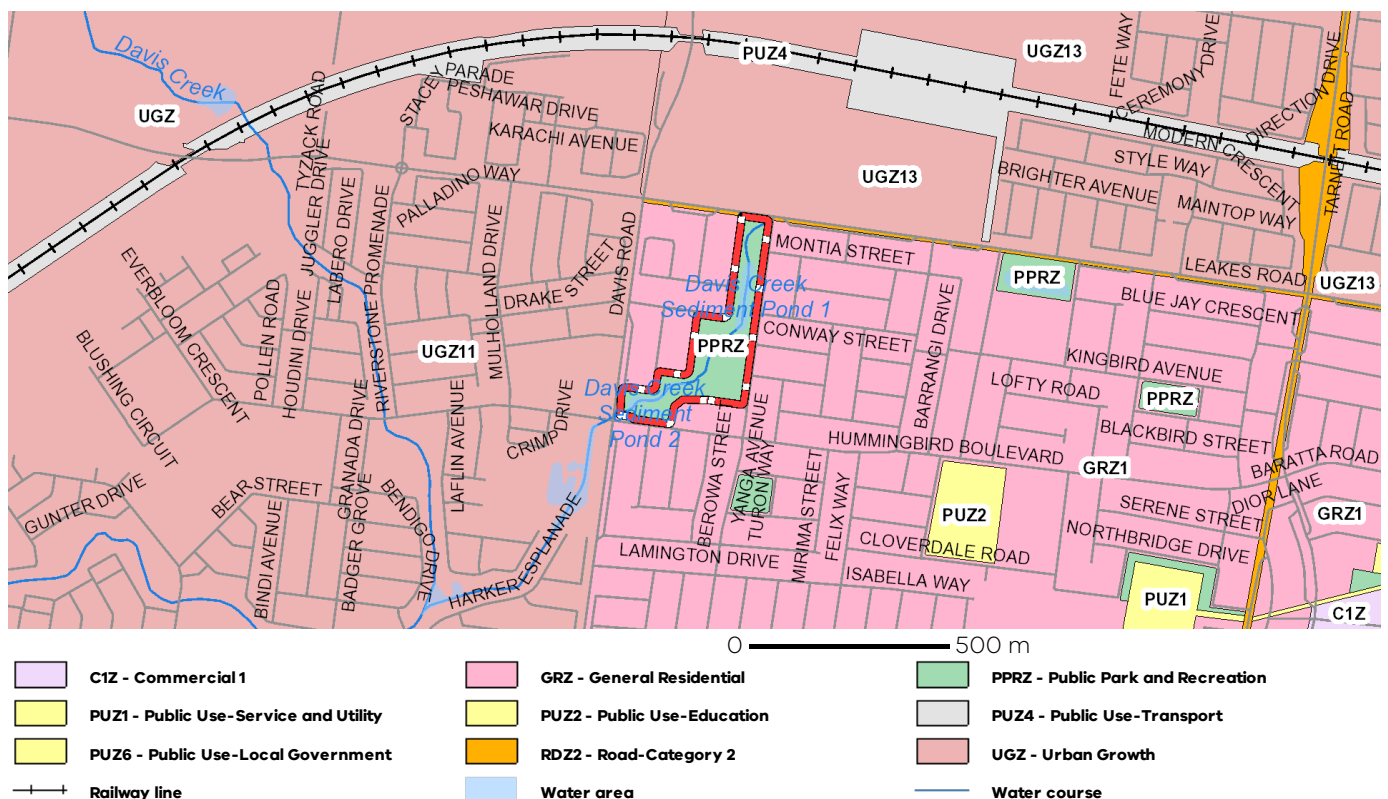 Davis Creek
UGZ
PUZ4
UGZ13
FETE WAY
CEREMONY DRIVE
DIRECTION DRIVE
TARNEIT ROAD
MODERN CRESCENT
STYLE WAY
BRIGHTER AVENUE
MAINTOP WAY
LEAKES ROAD
UGZ13
UGZ13
STACEY
PARADE
PESHAWAR DRIVE
KARACHI AVENUE
TYZACK ROAD
JUGGLER DRIVE
LABERO DRIVE
PALLADINO WAY
RIVERSTONE PROMENADE
MULHOLLAND DRIVE
DRAKE STREET
DAVIS ROAD
EVERBLOOM CRESCENT
BLUSHING CIRCUIT
POLLEN ROAD
HOUDINI DRIVE
UGZ11
MONTIA STREET
Davis Creek
Sediment Pond 1
CONWAY STREET
PPRZ
PPRZ
BLUE JAY CRESCENT
BARRANGI DRIVE
KINGBIRD AVENUE
LOFTY ROAD
PPRZ
BLACKBIRD STREET
Davis Creek
Sediment
Pond 2
HUMMINGBIRD BOULEVARD
GRZ1
BARATTA ROAD
DIOR LANE
GRZ1
SERENE STREET
NORTHBRIDGE DRIVE
GRANADA DRIVE
LAFLIN AVENUE
CRIMP DRIVE
GUNTER DRIVE
BEAR STREET
BINDI AVENUE
BADGER GROVE
BENDIGO DRIVE
HARKER ESPLANADE
BEROWA STREET
YANGA AVENUE
TURON WAY
MIRIMA STREET
FELIX WAY
PUZ2
CLOVERDALE ROAD
LAMINGTON DRIVE
ISABELLA WAY
PUZ1
C1Z
0 500 m
C1Z - Commercial 1
GRZ - General Residential
PPRZ - Public Park and Recreation
PUZ1 - Public Use-Service and Utility
PUZ2 - Public Use-Education
PUZ4 - Public Use-Transport
PUZ6 - Public Use-Local Government
RDZ2 - Road-Category 2
UGZ - Urban Growth
Railway line
Water area
Water course